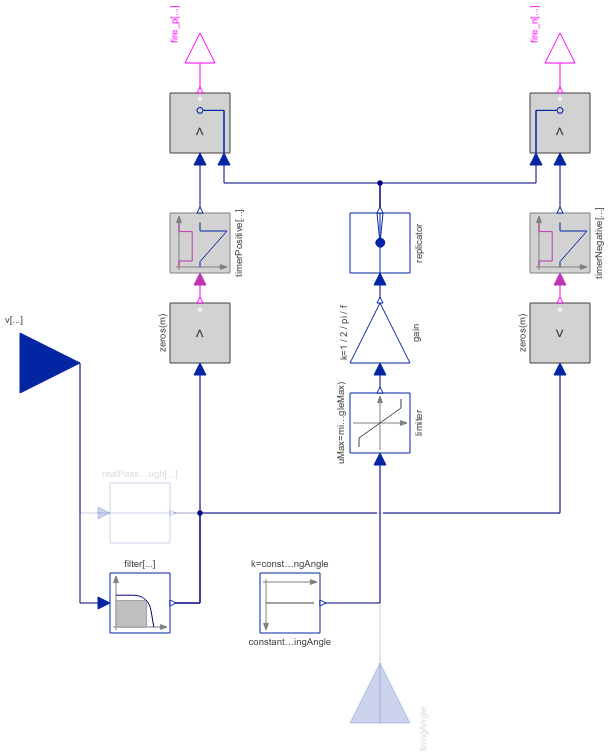 fire_p[...]
fire_n[...]
>
>
timerPositive[...]
replicator
timerNegative[...]
zeros(m)
>
k=1 / 2 / pi / f
gain
zeros(m)
<
v[...]
uMax=mi...gleMax)
limiter
realPass...ugh[...]
filter[...]
k=const...ngAngle
constant...ingAngle
firingAngle